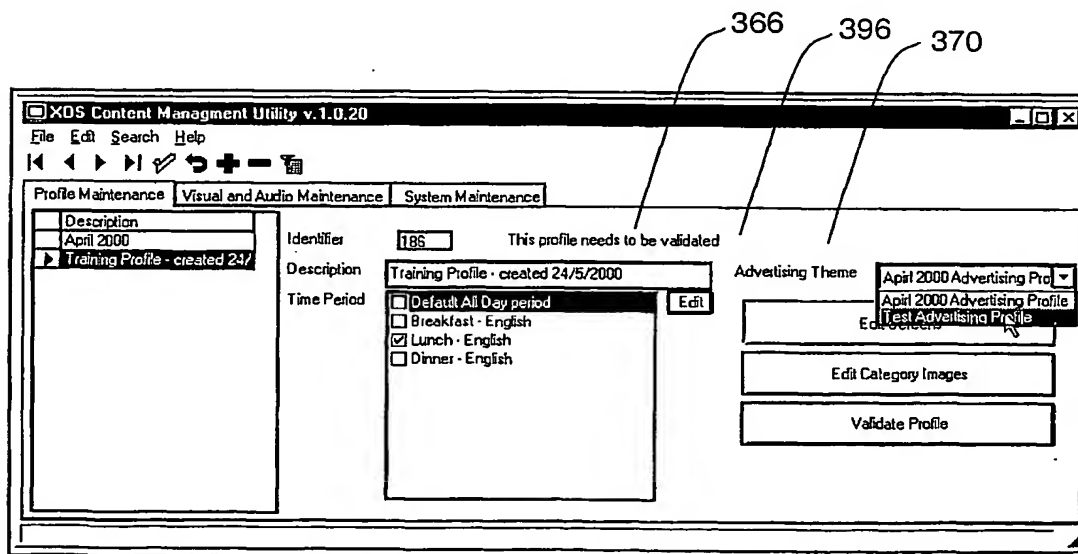 366
396
370
XDS Content Managment Utility v.1.0.20
File Edit Search Help
Profile Maintenance Visual and Audio Maintenance System Maintenance
Description
April 2000
Training Profile - created 24/
Identifier 186 This profile needs to be validated
Description Training Profile - created 24/5/2000
Advertising Theme Apirl 2000 Advertising Pro
Time Period Default All Day period Edit
Breakfast - English
Lunch - English
Dinner - English
Apirl 2000 Advertising Profile
Test Advertising Profile
Edit Screens
Edit Category Images
Validate Profile